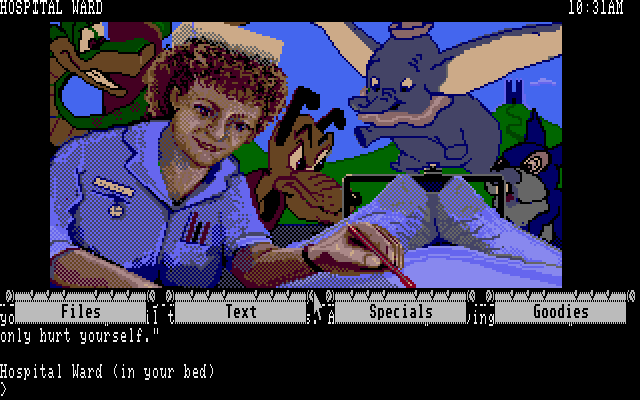 HOSPITAL WARD 10:31AM
Files Text Specials Goodies
only hurt yourself."
Hospital Ward (in your bed)
>